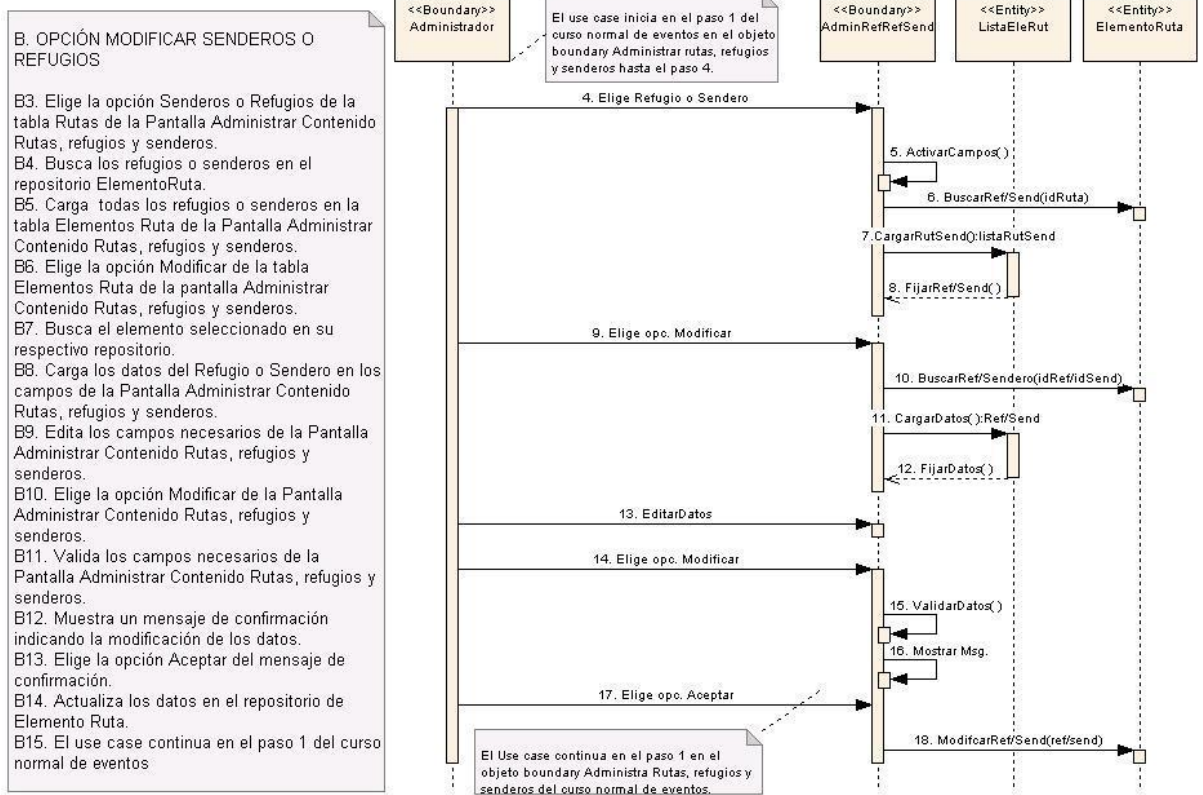 B. OPCIÓN MODIFICAR SENDEROS O
REFUGIOS
B3. Elige la opción Senderos o Refugios de la
tabla Rutas de la Pantalla Administrar Contenido
Rutas, refugios y senderos.
B4. Busca los refugios o senderos en el
repositorio ElementoRuta.
B5. Carga todas los refugios o senderos en la
tabla Elementos Ruta de la Pantalla Administrar
Contenido Rutas, refugios y senderos.
B6. Elige la opción Modificar de la tabla
Elementos Ruta de la pantalla Administrar
Contenido Rutas, refugios y senderos.
B7. Busca el elemento seleccionado en su
respectivo repositorio.
B8. Carga los datos del Refugio o Sendero en los
campos de la Pantalla Administrar Contenido
Rutas, refugios y senderos.
B9. Edita los campos necesarios de la Pantalla
Administrar Contenido Rutas, refugios y
senderos.
B10. Elige la opción Modificar de la Pantalla
Administrar Contenido Rutas, refugios y
senderos.
B11. Valida los campos necesarios de la
Pantalla Administrar Contenido Rutas, refugios y
senderos.
B12. Muestra un mensaje de confirmación
indicando la modificación de los datos.
B13. Elige la opción Aceptar del mensaje de
confirmación.
B14. Actualiza los datos en el repositorio de
Elemento Ruta.
B15. El use case continua en el paso 1 del curso
normal de eventos
<<Boundary>>
Administrador
El use case inicia en el paso 1 del
curso normal de eventos en el objeto
boundary Administrar rutas, refugios
y senderos hasta el paso 4.
<<Boundary>>
AdminRefRefSend
<<Entity>>
ListaEleRut
<<Entity>>
ElementoRuta
4. Elige Refugio o Sendero
5. ActivarCampos( )
6. BuscarRef/Send(idRuta)
7.CargarRutSend():listaRutSend
8. FijarRef/Send( )
9. Elige opc. Modificar
10. BuscarRef/Sendero(idRef/idSend)
11. CargarDatos( ):Ref/Send
12. FijarDatos( )
13. EditarDatos
14. Elige opc. Modificar
15. ValidarDatos( )
16. Mostrar Msg.
17. Elige opc. Aceptar
18. ModifcarRef/Send(ref/send)
El Use case continua en el paso 1 en el
objeto boundary Administra Rutas, refugios y
senderos del curso normal de eventos.